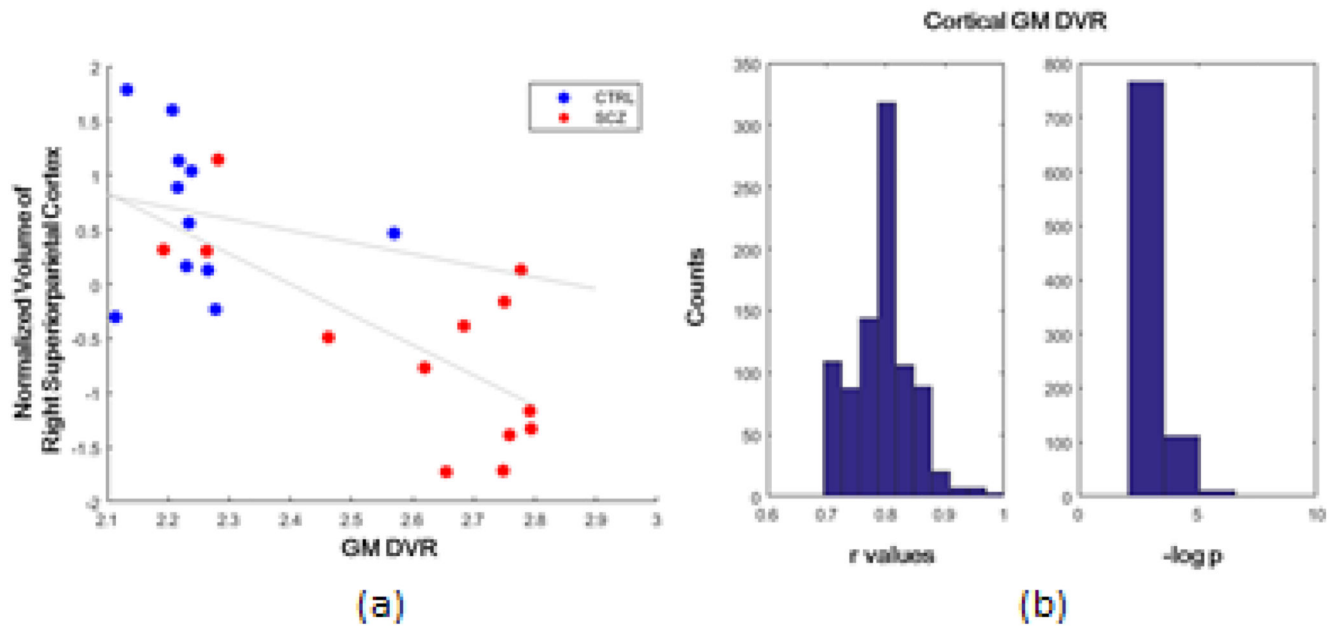 Cortical GM DVR
CTRL
SCZ
Normalized Volume of
Right Superiorparietal Cortex
2
1.5
1
0.5
0
-0.5
-1
-1.5
-2
2.1 2.2 2.3 2.4 2.5 2.6 2.7 2.8 2.9 3
GM DVR
(a)
Counts
350
300
250
200
150
100
50
0
0.6 0.7 0.8 0.9 1
r values
800
700
600
500
400
300
200
100
0
0 5 10
-log p
(b)